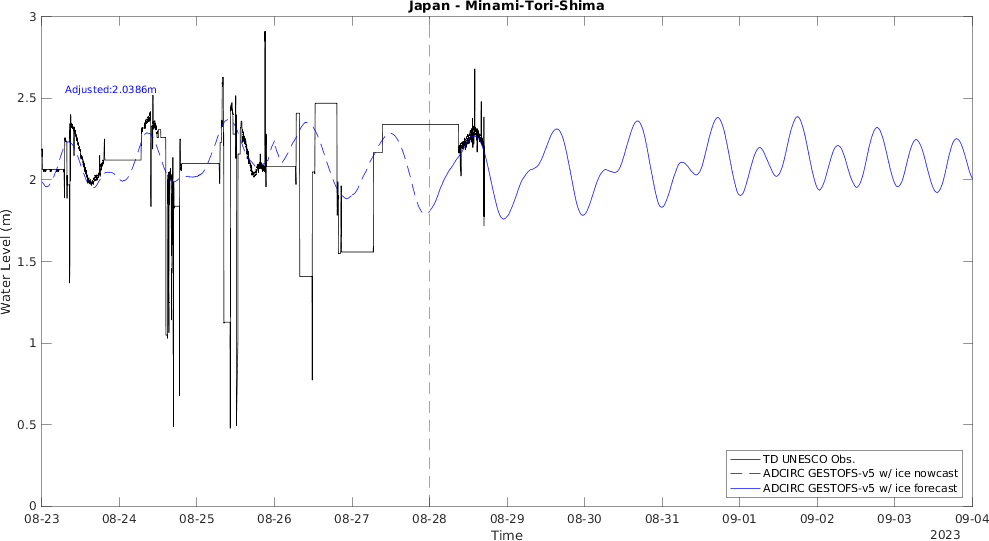 Japan - Minami-Tori-Shima
3
2.5
2
1.5
1
0.5
0
Water Level (m)
Adjusted:2.0386m
TD UNESCO Obs.
ADCIRC GESTOFS-v5 w/ ice nowcast
ADCIRC GESTOFS-v5 w/ ice forecast
08-23 08-24 08-25 08-26 08-27 08-28 08-29 08-30 08-31 09-01 09-02 09-03 09-04
Time
2023